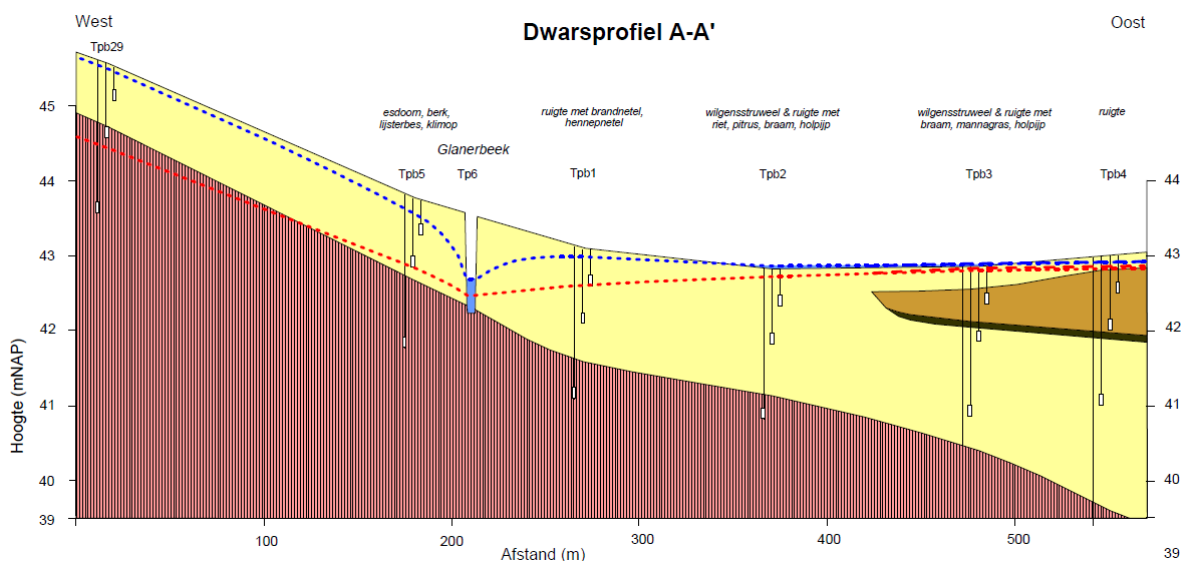 West
Oost
Dwarsprofiel A-A'
Tpb29
esdoorn, berk,
lijsterbes, klimop
ruigte met brandnetel,
hennepnetel
wilgensstruweel & ruigte met
riet, pitrus, braam, holpijp
wilgensstruweel & ruigte met
braam, mannagras, holpijp
ruigte
Glanerbeek
Tpb5
Tpb6
Tpb1
Tpb2
Tpb3
Tpb4
45
44
43
42
41
40
39
Hoogte (mNAP)
44
43
42
41
40
39
100
200
300
400
500
Afstand (m)